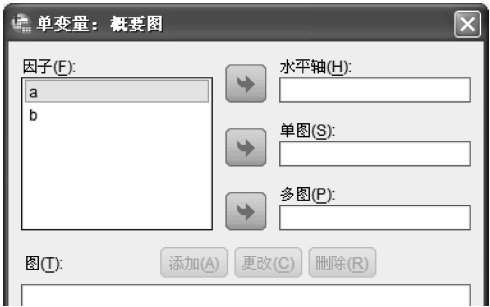 单变量：概要图
因子(F):
a
b
水平轴(H):
单图(S):
多图(P):
图(T):
添加(A) 更改(C) 删除(R)